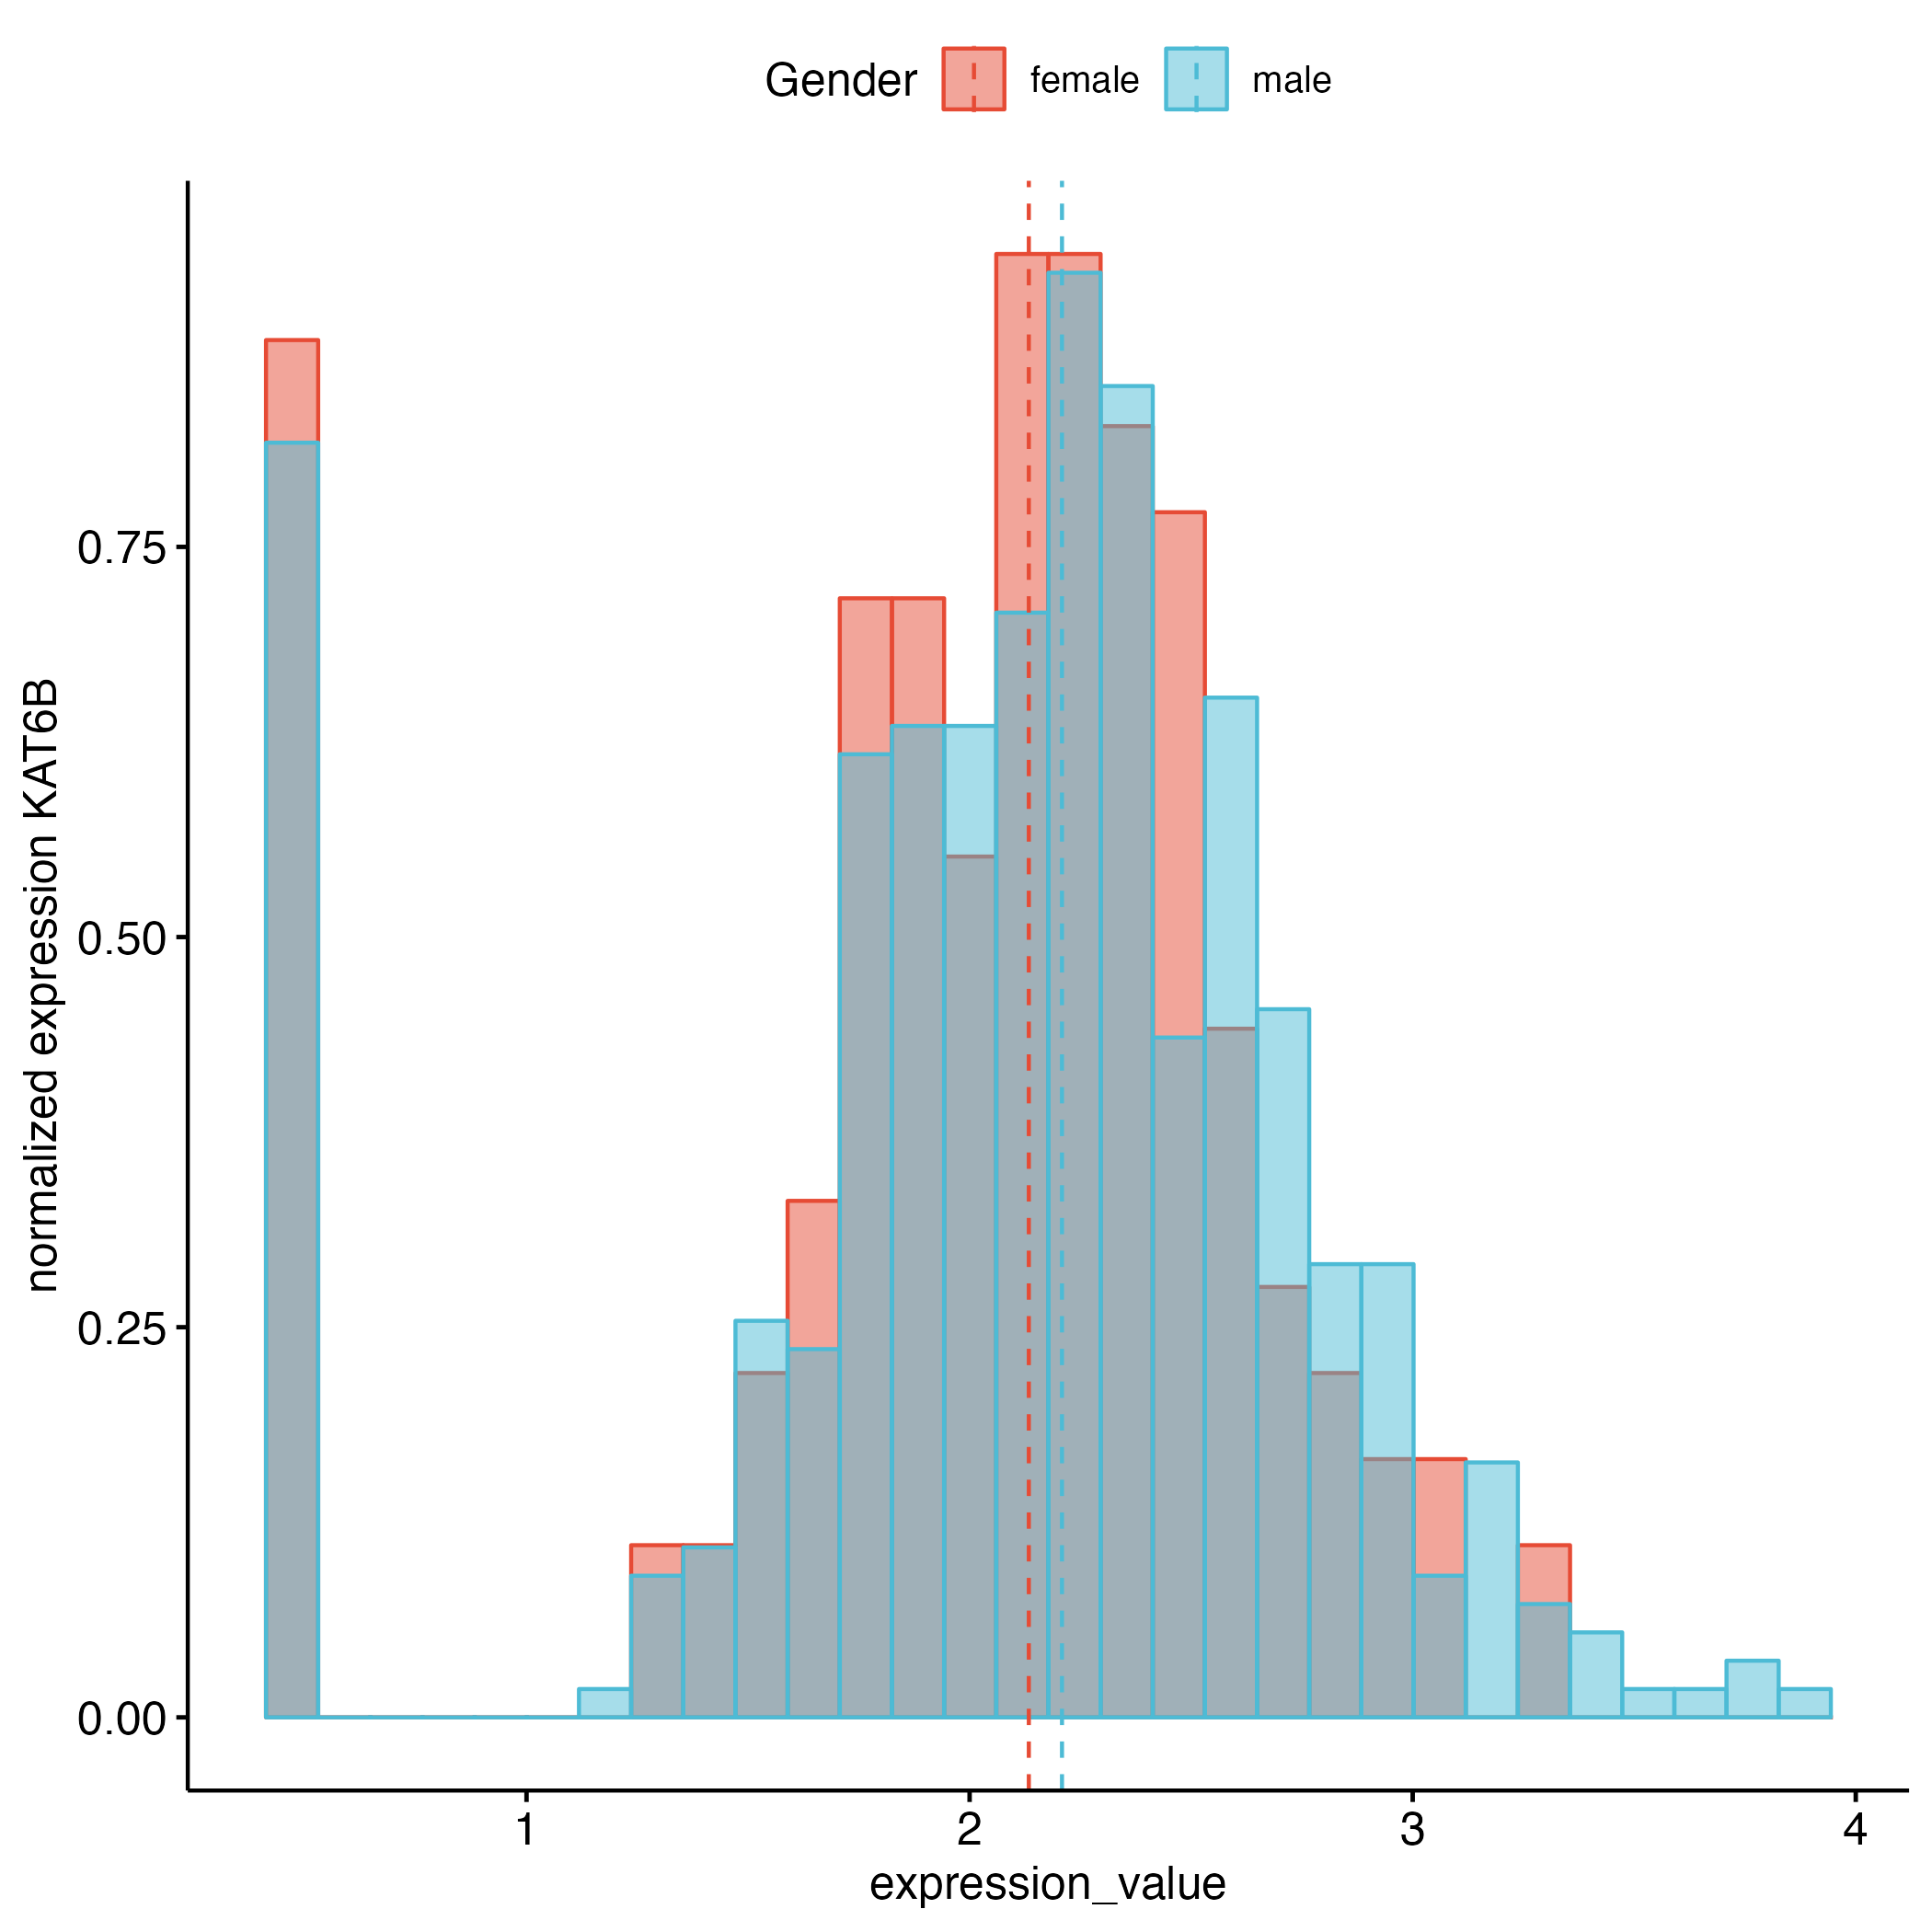 Gender female male
normalized expression KAT6B
0.75
0.50
0.25
0.00
1 2 3 4
expression_value